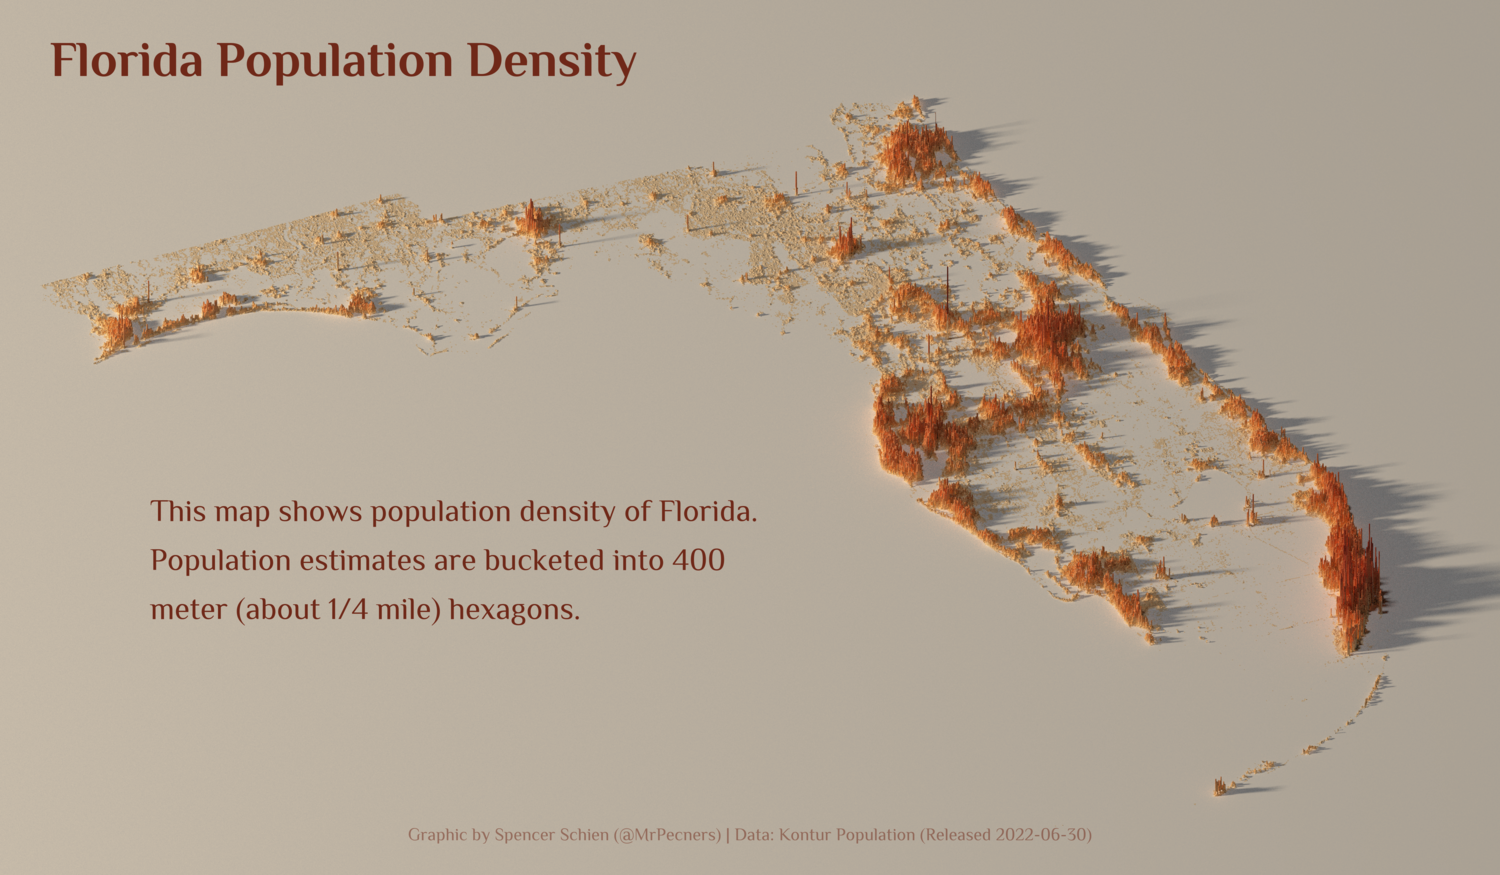 Florida Population Density
This map shows population density of Florida.
Population estimates are bucketed into 400
meter (about 1/4 mile) hexagons.
Graphic by Spencer Schien (@MrPecners) | Data: Kontur Population (Released 2022-06-30)